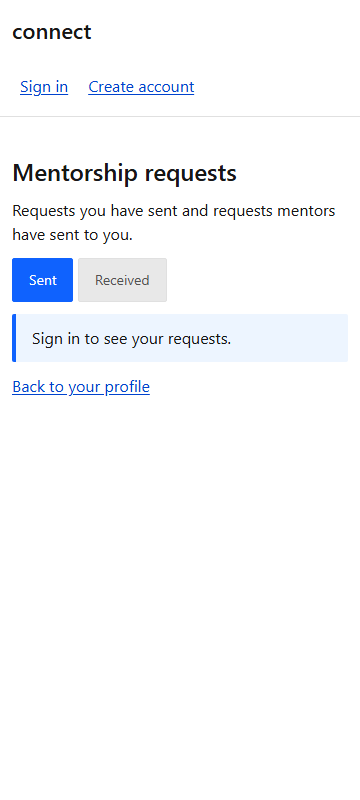 connect
Sign in Create account
Mentorship requests
Requests you have sent and requests mentors
have sent to you.
Sent Received
Sign in to see your requests.
Back to your profile